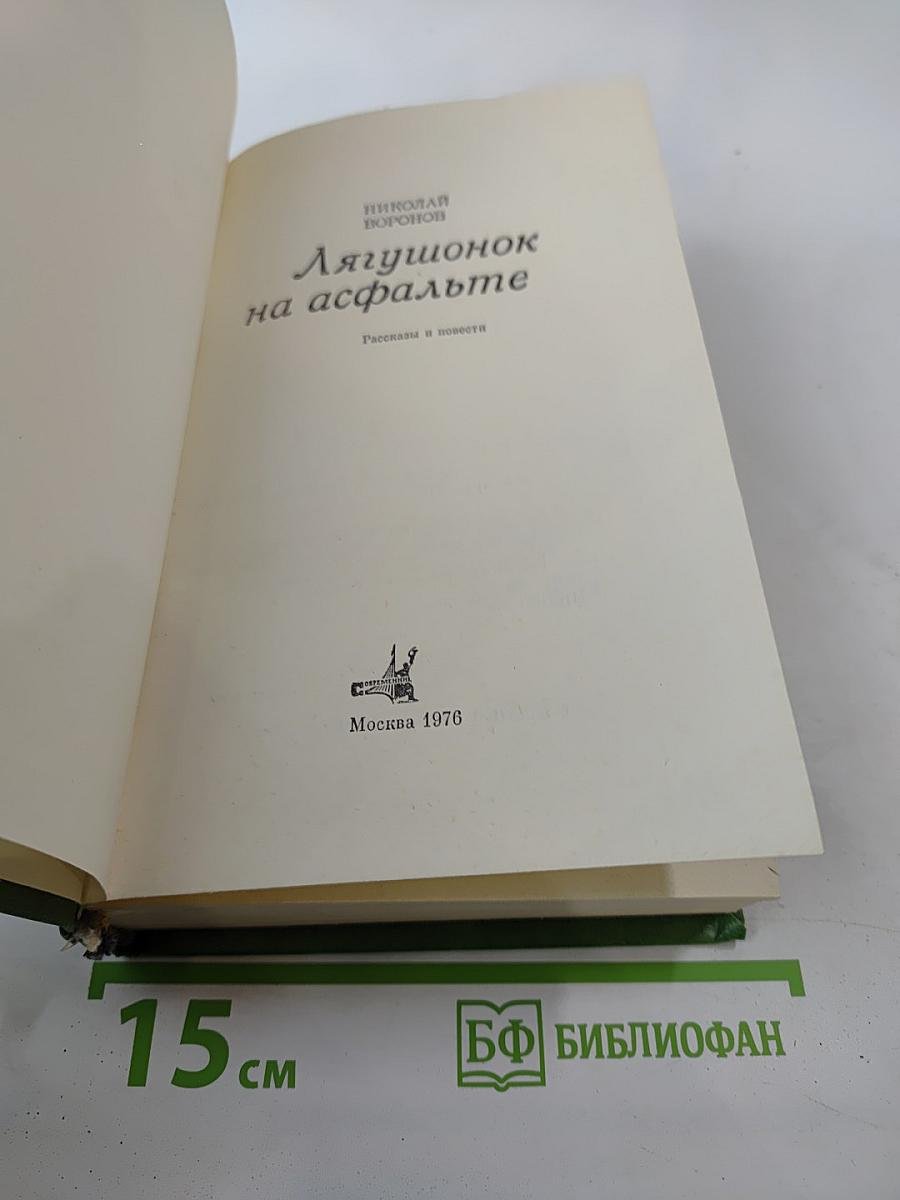 НИКОЛАЙ
ВОРОНОВ
Лягушонок
на асфальте
Рассказы и повести
СОВРЕМЕННИК
Москва 1976
15 см
БФ БИБЛИОФАН